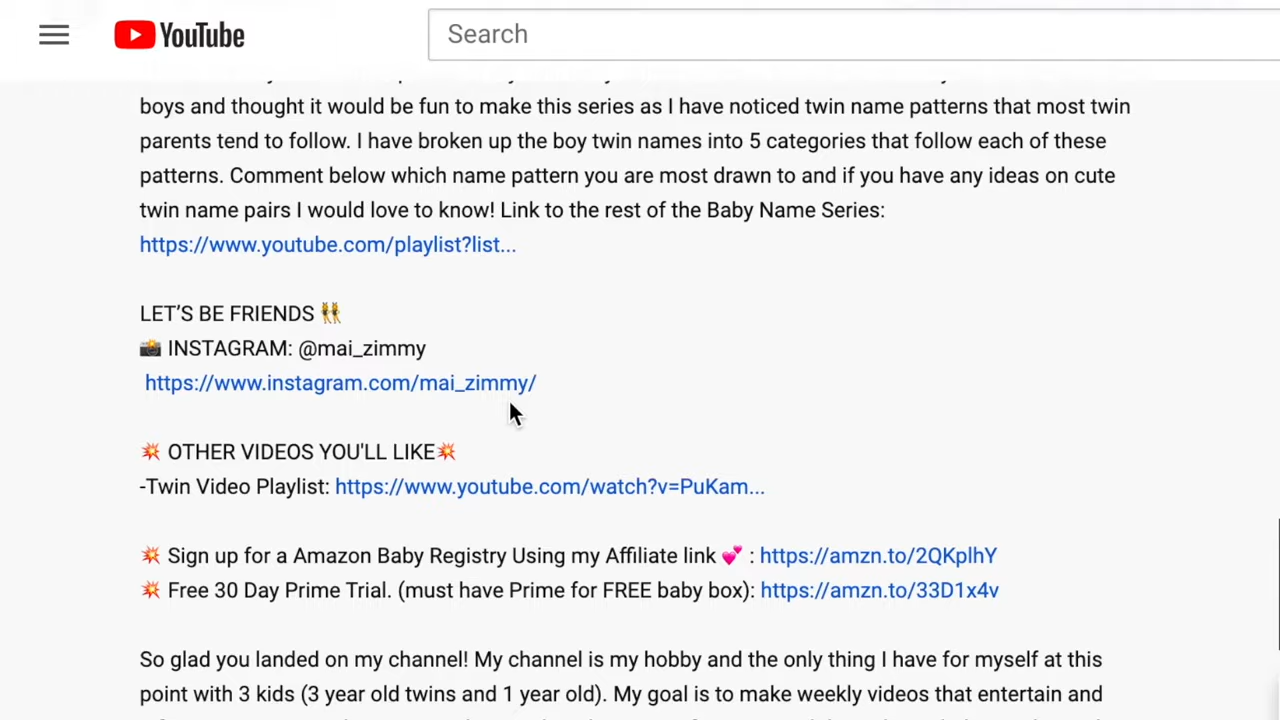 YouTube
Search
boys and thought it would be fun to make this series as I have noticed twin name patterns that most twin
parents tend to follow. I have broken up the boy twin names into 5 categories that follow each of these
patterns. Comment below which name pattern you are most drawn to and if you have any ideas on cute
twin name pairs I would love to know! Link to the rest of the Baby Name Series:
https://www.youtube.com/playlist?list...
LET’S BE FRIENDS 👯
📸 INSTAGRAM: @mai_zimmy
https://www.instagram.com/mai_zimmy/
💥 OTHER VIDEOS YOU'LL LIKE💥
-Twin Video Playlist: https://www.youtube.com/watch?v=PuKam...
💥 Sign up for a Amazon Baby Registry Using my Affiliate link 💕 : https://amzn.to/2QKplhY
💥 Free 30 Day Prime Trial. (must have Prime for FREE baby box): https://amzn.to/33D1x4v
So glad you landed on my channel! My channel is my hobby and the only thing I have for myself at this
point with 3 kids (3 year old twins and 1 year old). My goal is to make weekly videos that entertain and